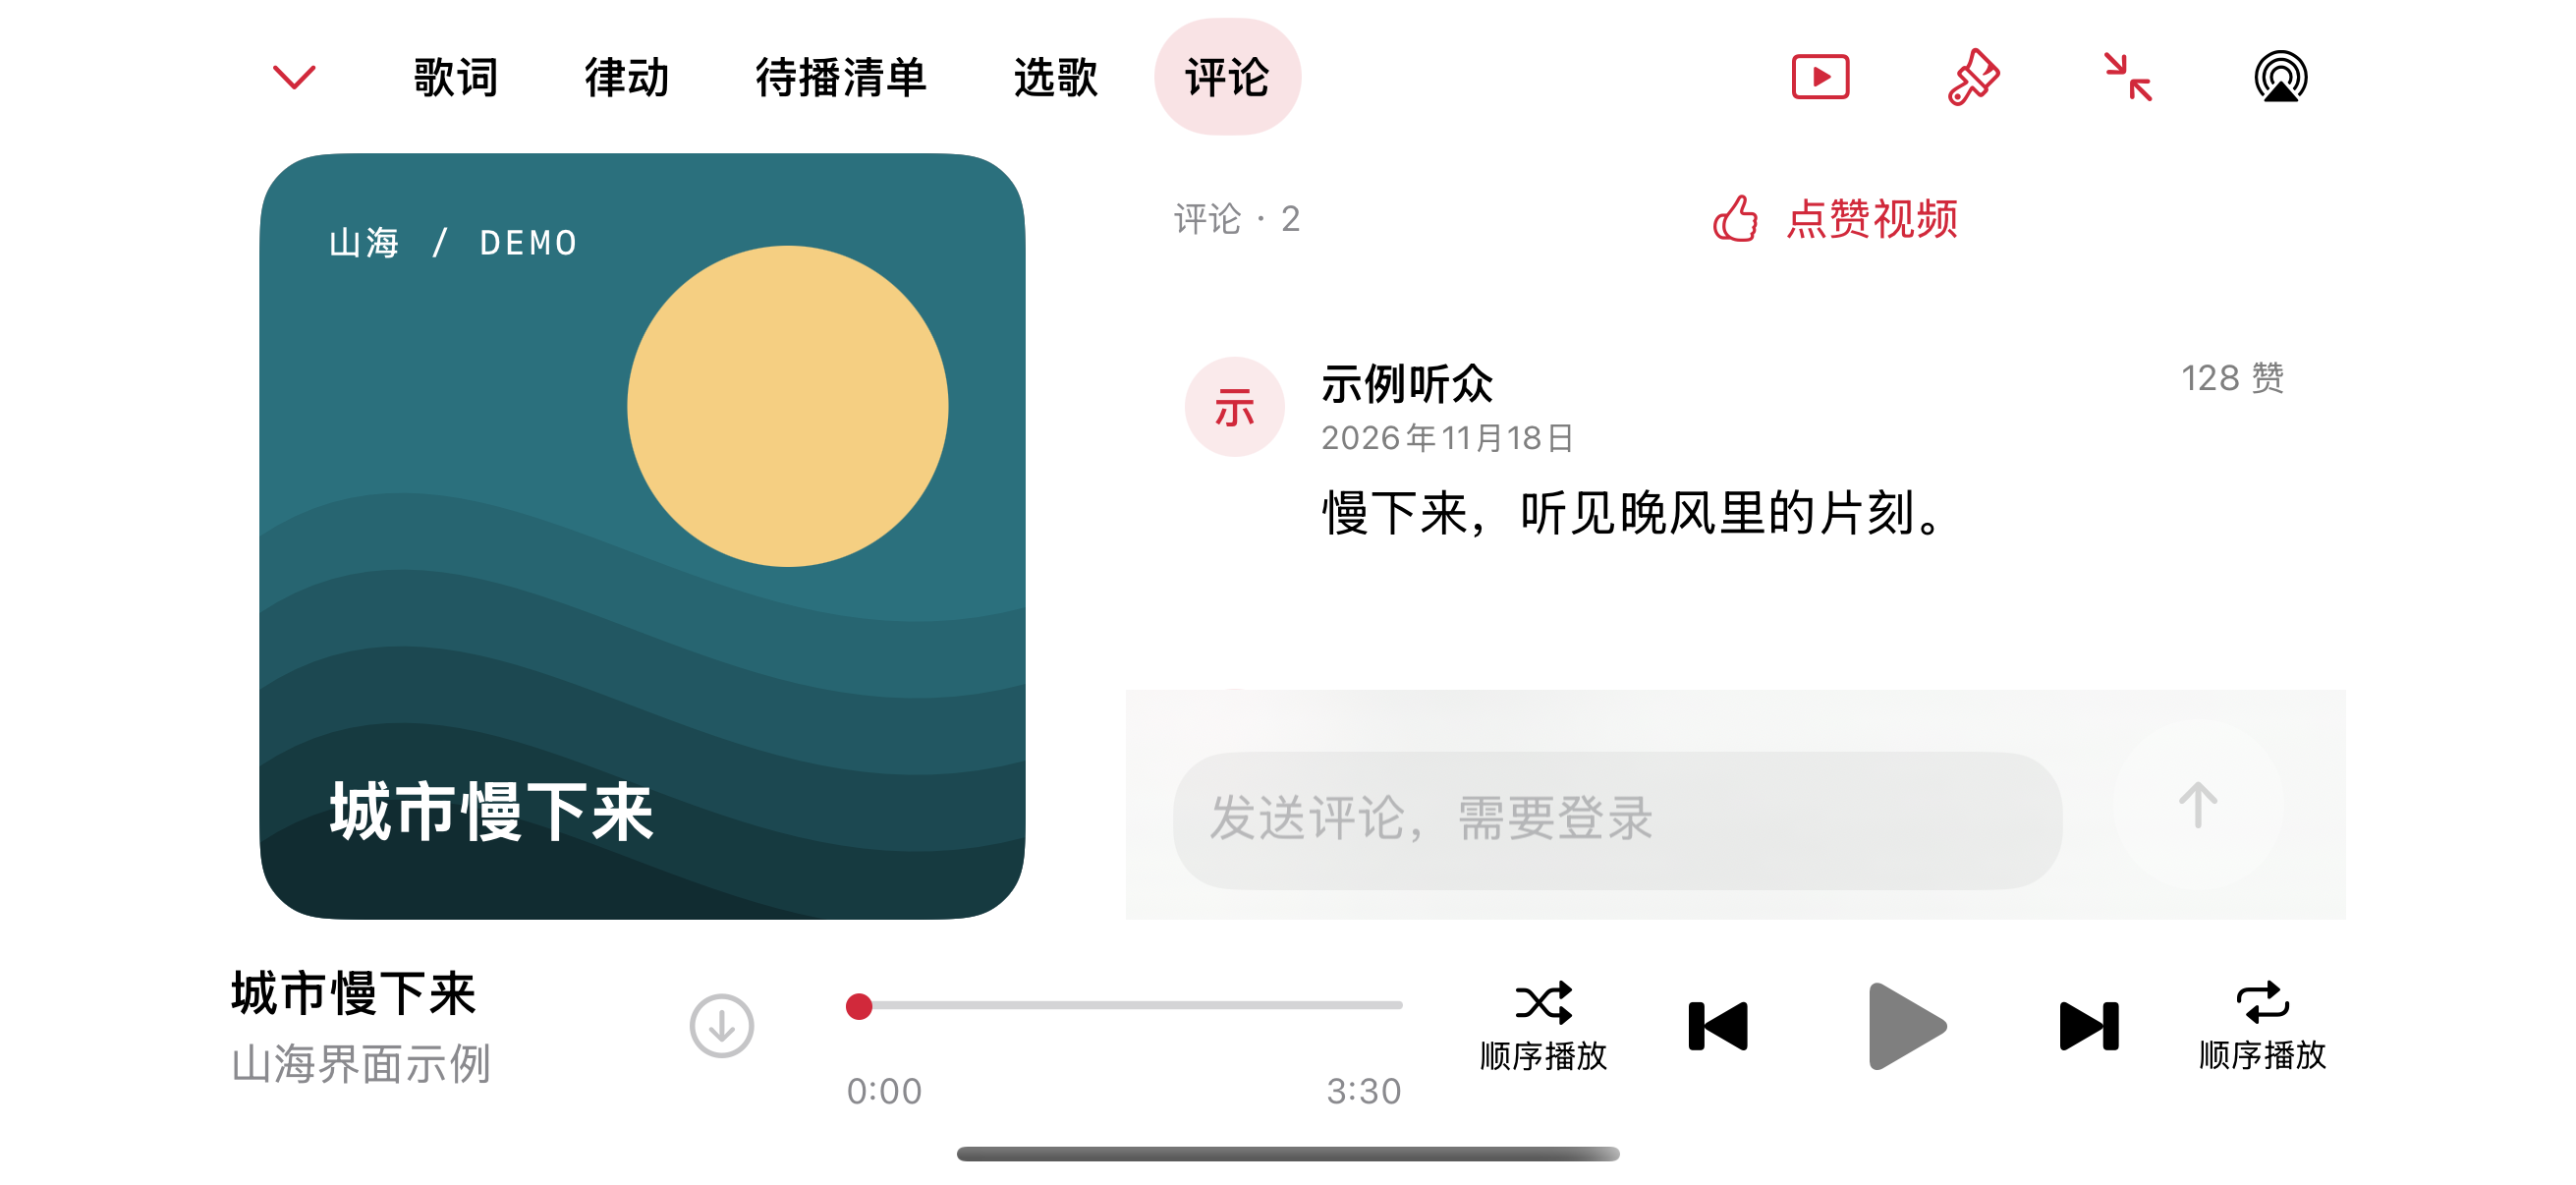 歌词 律动 待播清单 选歌 评论
山海 / DEMO
城市慢下来
评论 · 2
点赞视频
示
示例听众
128 赞
2026年11月18日
慢下来，听见晚风里的片刻。
发送评论，需要登录
城市慢下来
山海界面示例
0:00
3:30
顺序播放
顺序播放